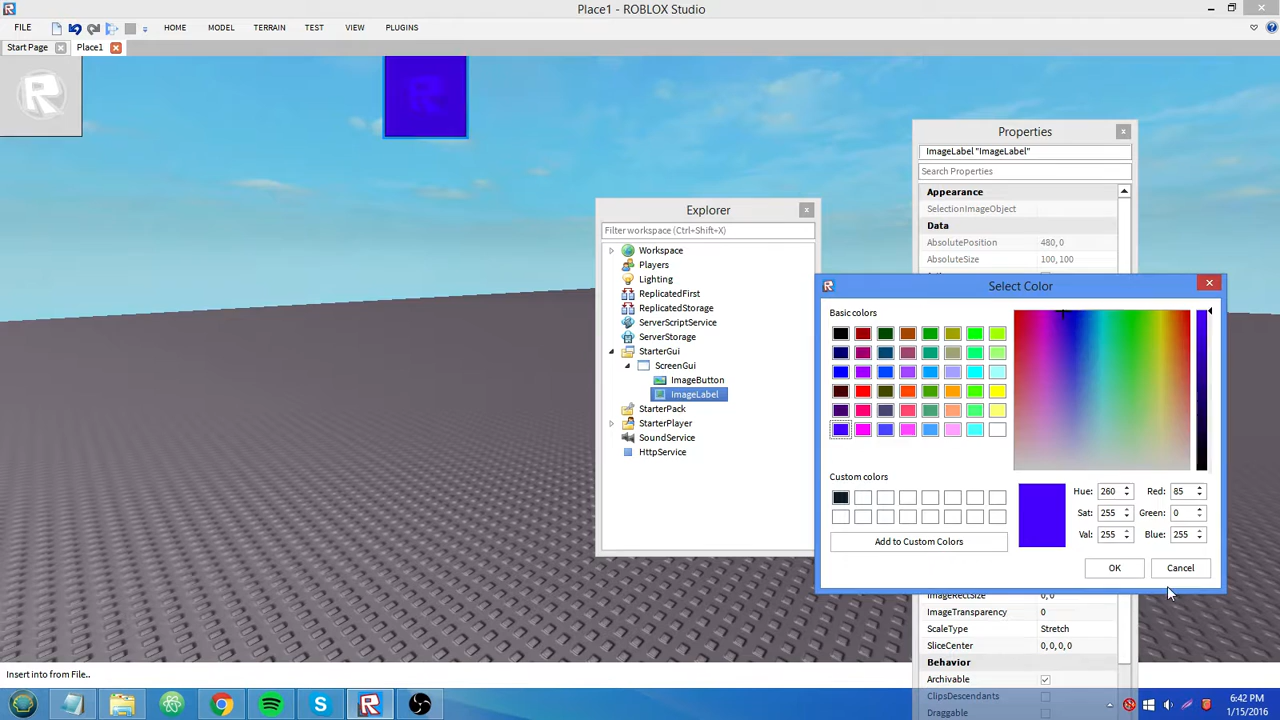 Place1 - ROBLOX Studio
FILE HOME MODEL TERRAIN TEST VIEW PLUGINS
Start Page Place1
Properties
ImageLabel "ImageLabel"
Search Properties
Appearance
SelectionImageObject
Data
AbsolutePosition 480, 0
AbsoluteSize 100, 100
Explorer
Filter workspace (Ctrl+Shift+X)
Workspace
Players
Lighting
ReplicatedFirst
ReplicatedStorage
ServerScriptService
ServerStorage
StarterGui
ScreenGui
ImageButton
ImageLabel
StarterPack
StarterPlayer
SoundService
HttpService
Select Color
Basic colors
Custom colors
Add to Custom Colors
Hue: 260 Red: 85
Sat: 255 Green: 0
Val: 255 Blue: 255
OK Cancel
ImageRectSize 0, 0
ImageTransparency 0
ScaleType Stretch
SliceCenter 0, 0, 0, 0
Behavior
Archivable
ClipsDescendants
Draggable
Insert into from File..
6:42 PM
1/15/2016